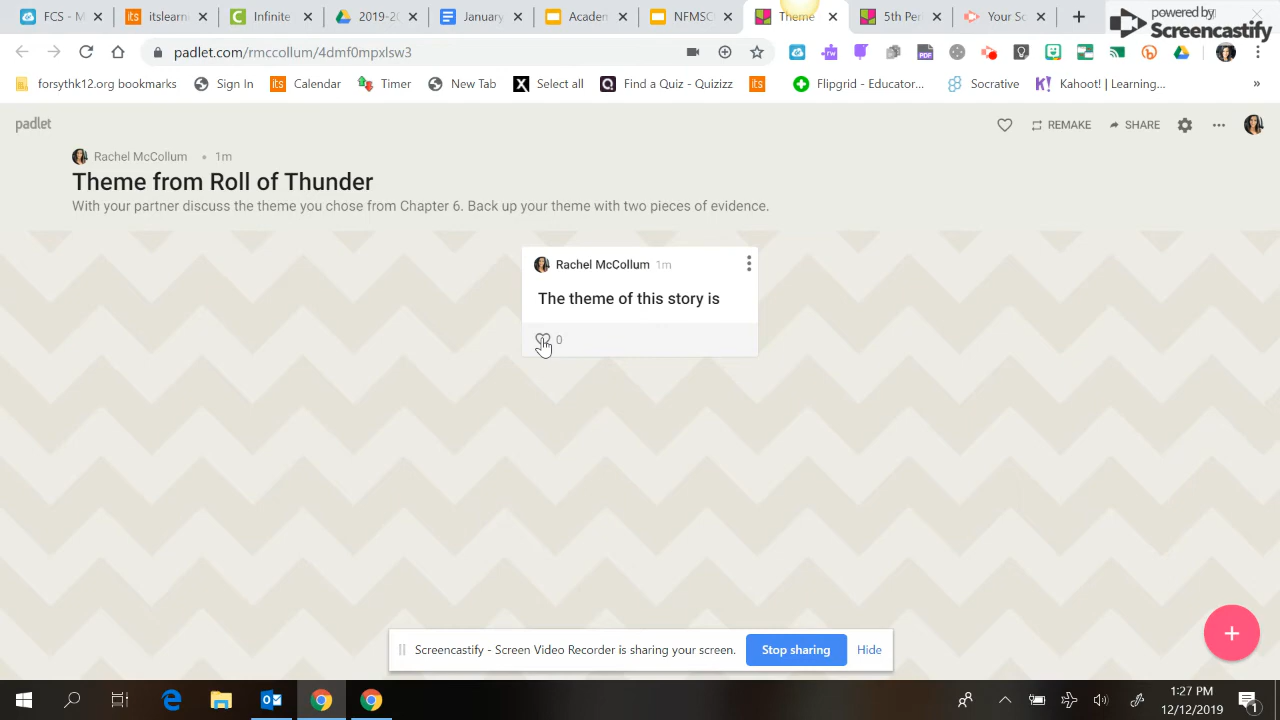 FCS - M
itslearn
Infinite
2019-20
January
Acade
NFMSC
Theme
5th Per
Your Sc
powered by
Screencastify
padlet.com/rmccollum/4dmf0mpxlsw3
forsythk12.org bookmarks
Sign In
Calendar
Timer
New Tab
Select all
Find a Quiz - Quizizz
its
Flipgrid - Educator...
Socrative
Kahoot! | Learning...
»
padlet
REMAKE
SHARE
Rachel McCollum • 1m
Theme from Roll of Thunder
With your partner discuss the theme you chose from Chapter 6. Back up your theme with two pieces of evidence.
Rachel McCollum 1m
The theme of this story is
0
Screencastify - Screen Video Recorder is sharing your screen.
Stop sharing
Hide
1:27 PM
12/12/2019
1